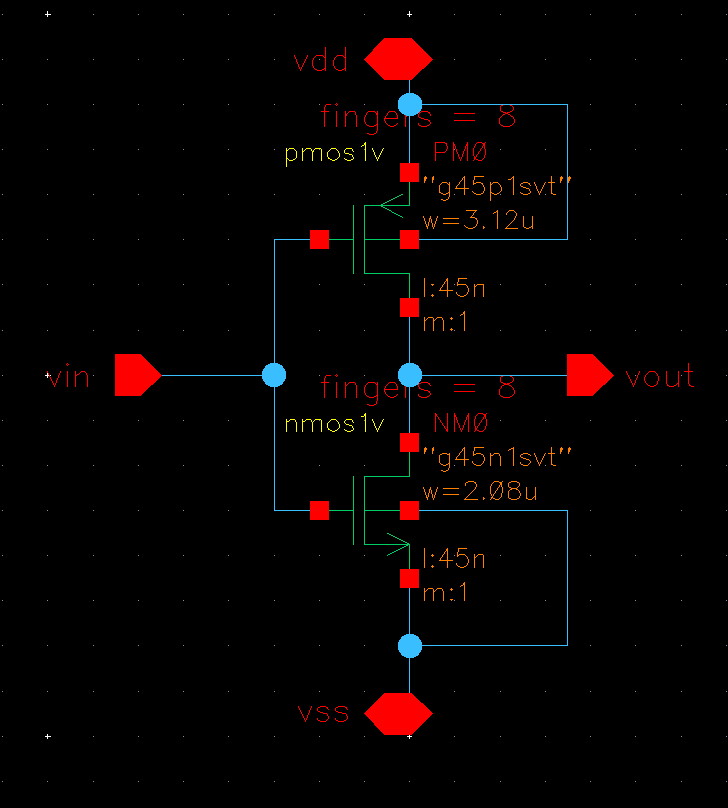 vdd
fingers = 8
pmos1v PM0
"g45p1svt"
w=3.12u
l:45n
m:1
vin
vout
fingers = 8
nmos1v NM0
"g45n1svt"
w=2.08u
l:45n
m:1
vss